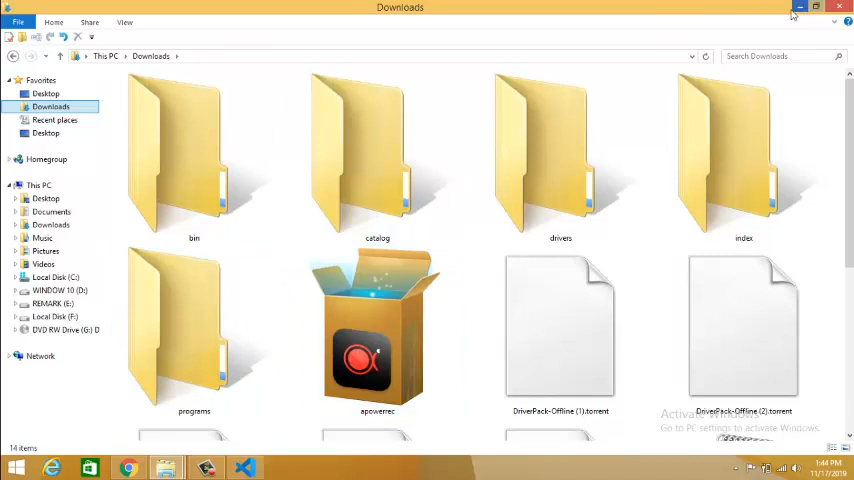 Downloads
File
Home
Share
View
This PC
Downloads
Search Downloads
Favorites
Desktop
Downloads
Recent places
Desktop
Homegroup
This PC
Desktop
Documents
Downloads
Music
Pictures
Videos
Local Disk (C:)
WINDOW 10 (D:)
REMARK (E:)
Local Disk (F:)
DVD RW Drive (G:) D
Network
bin
catalog
drivers
index
programs
apowerrec
DriverPack-Offline (1).torrent
DriverPack-Offline (2).torrent
Activate Windows
Go to PC settings to activate Windows.
14 items
1:44 PM
11/17/2019